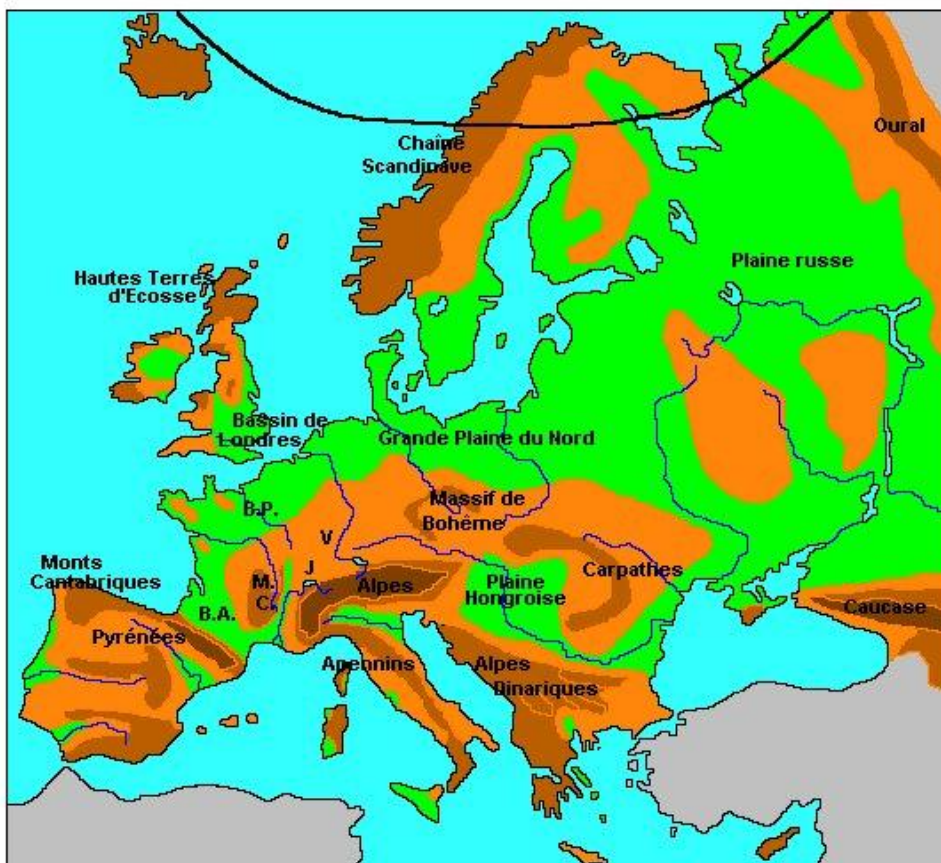 Oural
Chaîne
Scandinave
Plaine russe
Hautes Terres
d'Ecosse
Bassin de
Londres
Grande Plaine du Nord
Massif de
Bohême
B.P.
V
J
Monts
Cantabriques
M.
C.
Alpes
Plaine
Hongroise
Carpathes
B.A.
Caucase
Pyrénées
Apennins
Alpes
Dinariques